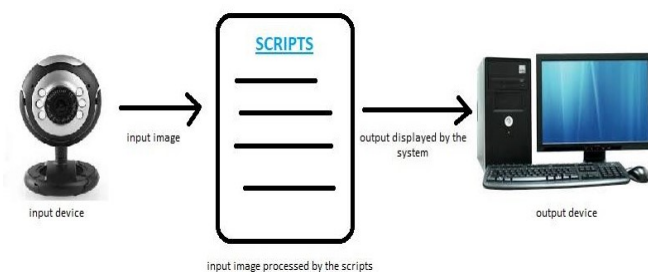 SCRIPTS
input image
output displayed by the
system
input device
output device
input image processed by the scripts